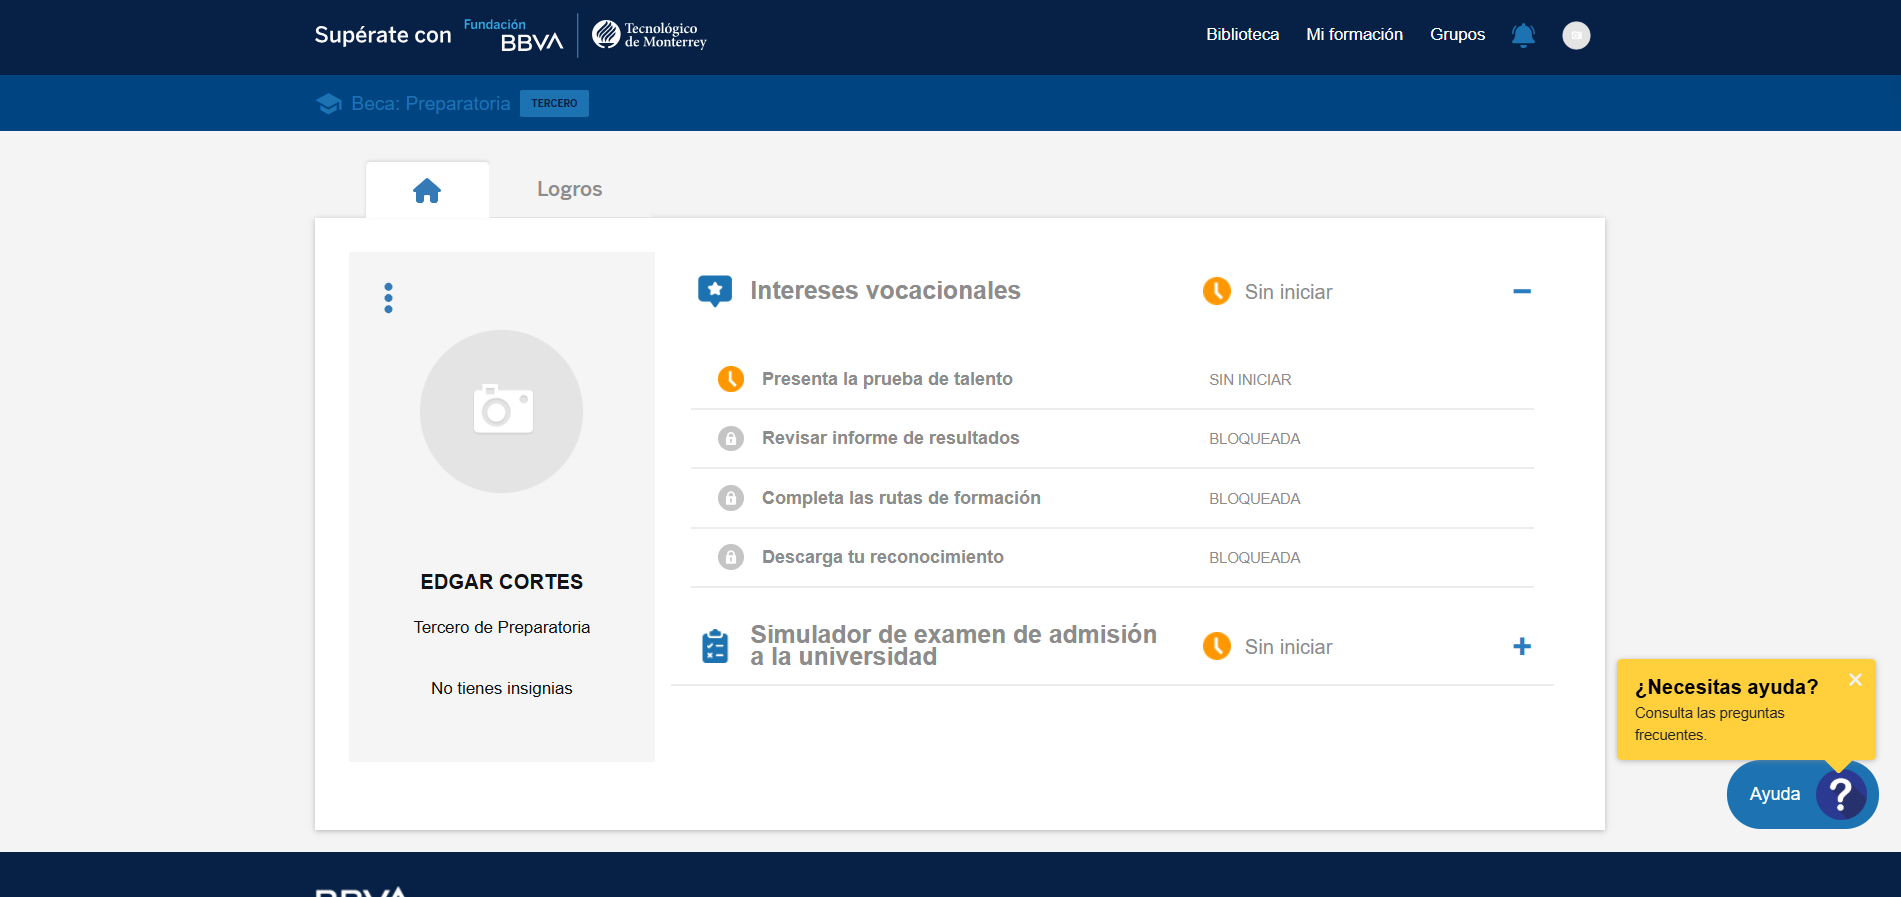 Supérate con
Fundación
BBVA
Tecnológico
de Monterrey
Biblioteca
Mi formación
Grupos
Beca: Preparatoria
TERCERO
Logros
EDGAR CORTES
Tercero de Preparatoria
No tienes insignias
Intereses vocacionales
Sin iniciar
Presenta la prueba de talento
SIN INICIAR
Revisar informe de resultados
BLOQUEADA
Completa las rutas de formación
BLOQUEADA
Descarga tu reconocimiento
BLOQUEADA
Simulador de examen de admisión
a la universidad
Sin iniciar
¿Necesitas ayuda?
Consulta las preguntas
frecuentes.
Ayuda
?
BBVA